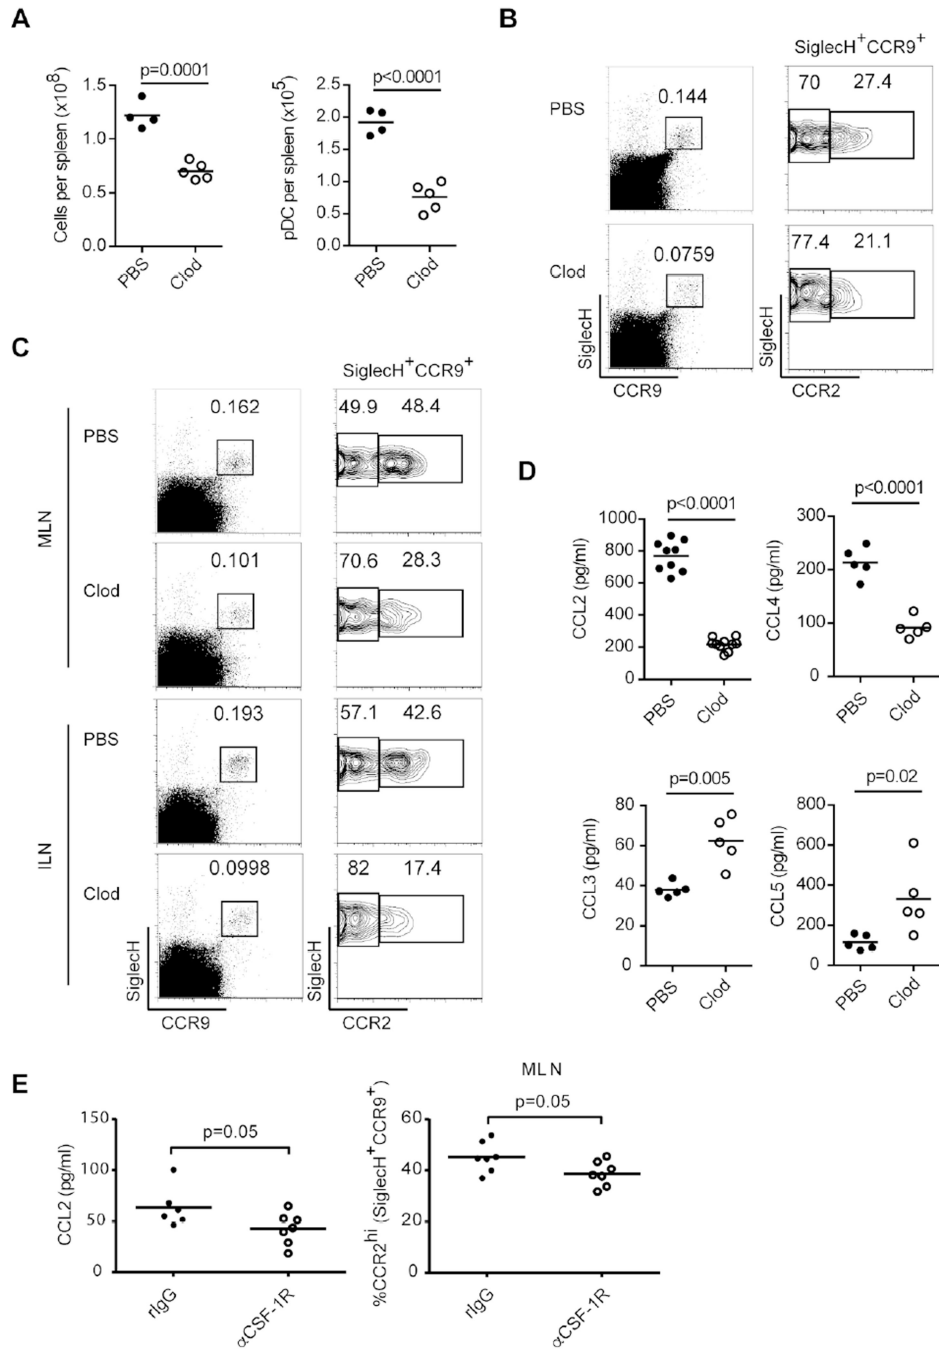 A
Cells per spleen (x10⁸)
p=0.0001
1.5
1.0
0.5
0.0
PBS
Clod
pDC per spleen (x10⁵)
p<0.0001
2.5
2.0
1.5
1.0
0.5
0.0
PBS
Clod
B
SiglecH⁺CCR9⁺
PBS
0.144
70 27.4
Clod
0.0759
77.4 21.1
SiglecH
CCR9
SiglecH
CCR2
C
SiglecH⁺CCR9⁺
MLN
PBS
0.162
49.9 48.4
Clod
0.101
70.6 28.3
ILN
PBS
0.193
57.1 42.6
Clod
0.0998
82 17.4
SiglecH
CCR9
SiglecH
CCR2
D
p<0.0001
CCL2 (pg/ml)
1000
800
600
400
200
0
PBS
Clod
p<0.0001
CCL4 (pg/ml)
300
200
100
0
PBS
Clod
p=0.005
CCL3 (pg/ml)
80
60
40
20
0
PBS
Clod
p=0.02
CCL5 (pg/ml)
800
600
400
200
0
PBS
Clod
E
CCL2 (pg/ml)
p=0.05
150
100
50
0
rIgG
αCSF-1R
MLN
%CCR2ʰⁱ (SiglecH⁺CCR9⁺)
p=0.05
60
40
20
0
rIgG
αCSF-1R